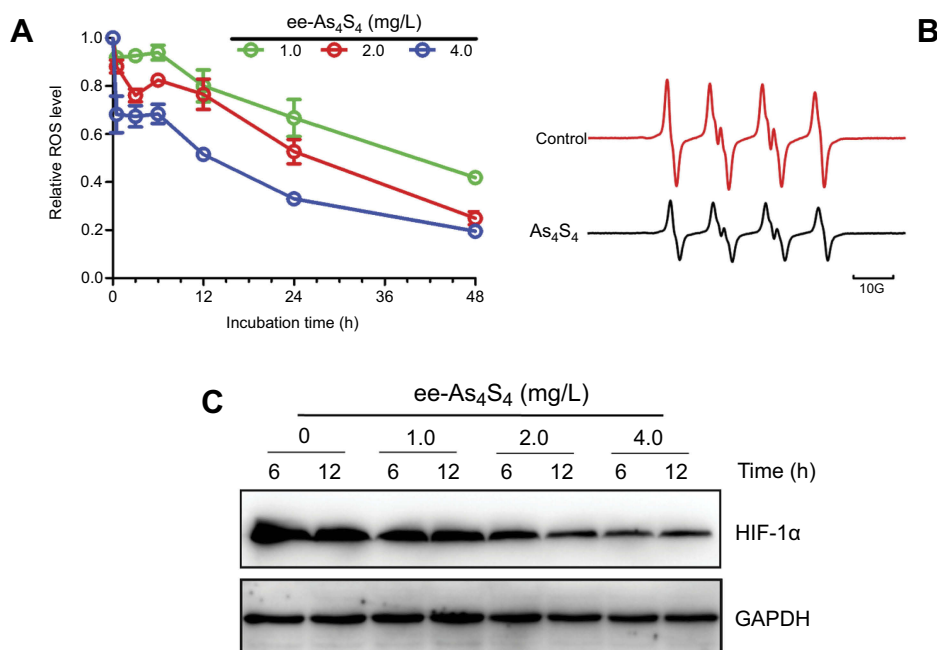 A
ee-As₄S₄ (mg/L)
1.0 2.0 4.0
Relative ROS level
1.0
0.8
0.6
0.4
0.2
0.0
0 12 24 36 48
Incubation time (h)
B
Control
As₄S₄
10G
C
ee-As₄S₄ (mg/L)
0 1.0 2.0 4.0
6 12 6 12 6 12 6 12 Time (h)
HIF-1α
GAPDH